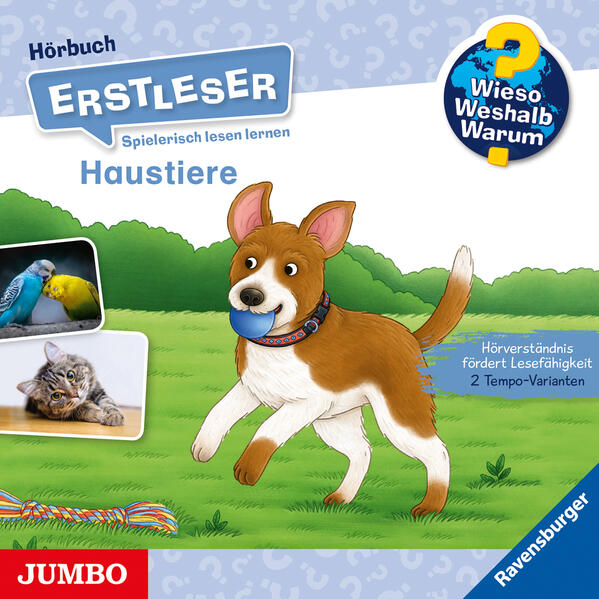 Hörbuch
ERSTLESER
Spielerisch lesen lernen
Haustiere
Wieso
Weshalb
Warum
Hörverständnis
fördert Lesefähigkeit
2 Tempo-Varianten
JUMBO
Ravensburger